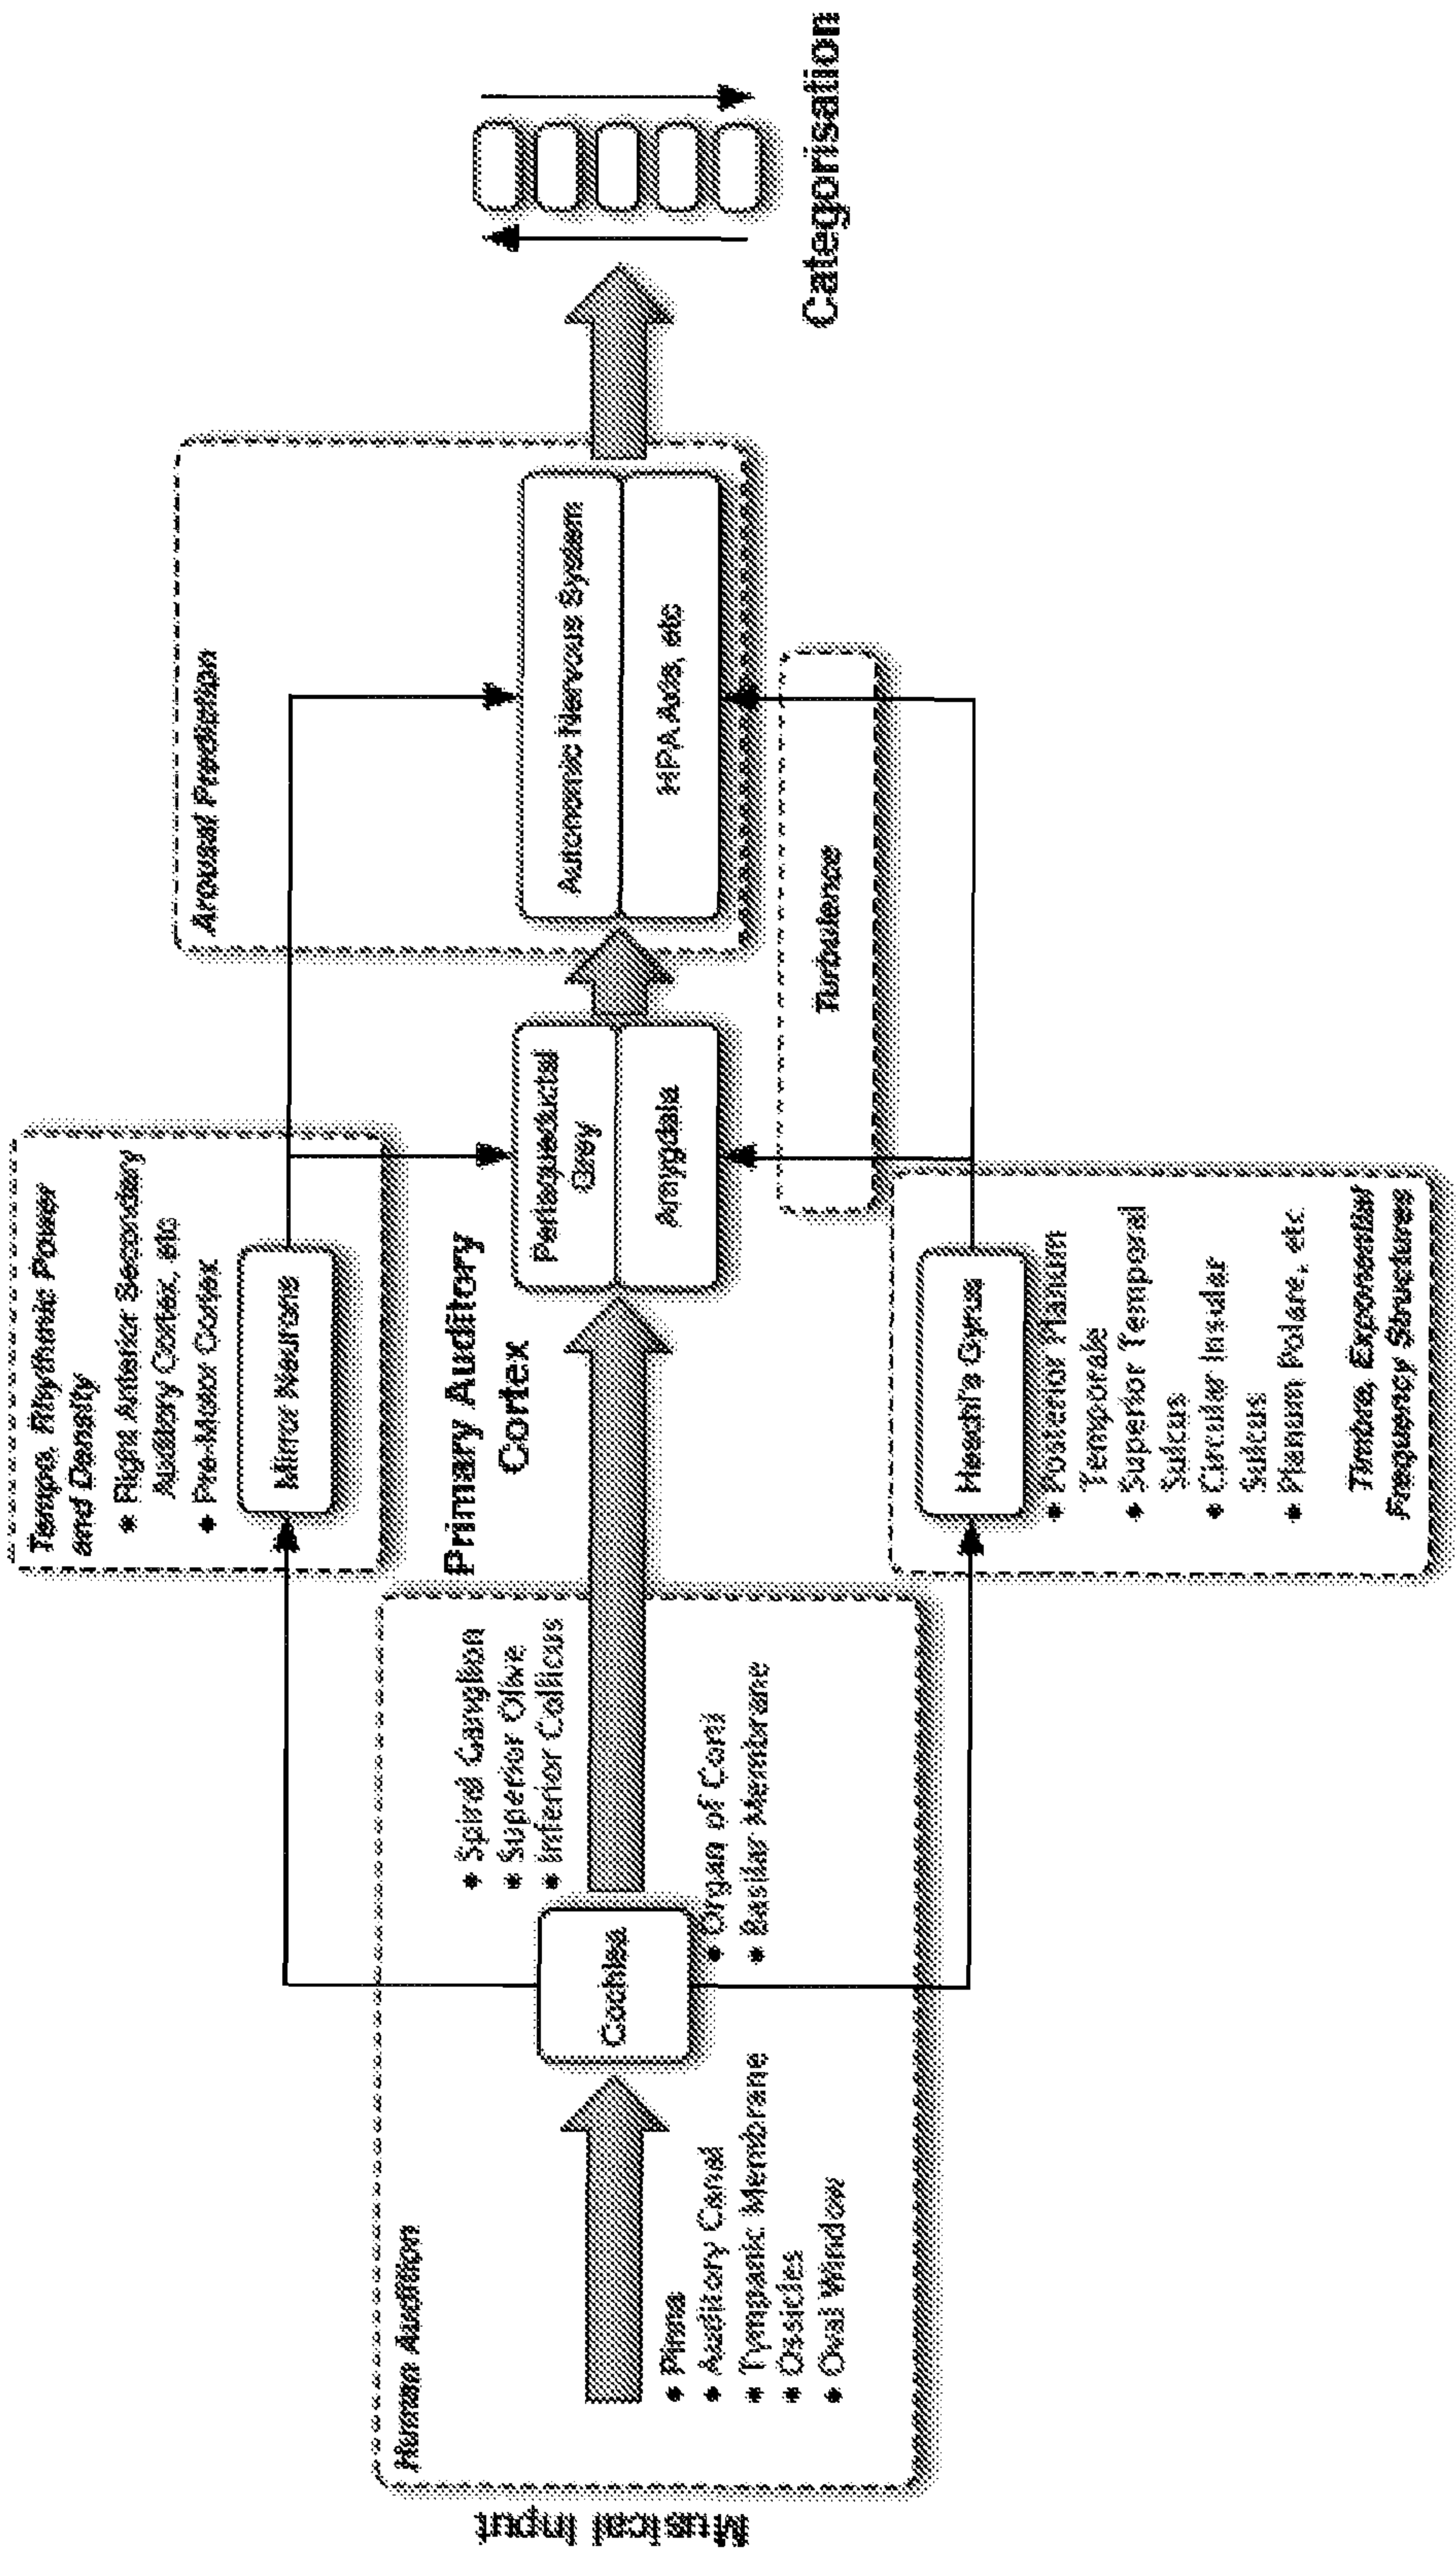 Musical Input
Human Audition
• Pinna
• Auditory Canal
• Tympanic Membrane
• Ossicles
• Oval Window
Cochlea
• Spiral Ganglion
• Superior Olive
• Inferior Collicus
• Organ of Corti
• Basilar Membrane
Tempo, Rhythmic Power
and Density
• Right Anterior Secondary
Auditory Cortex, etc
• Pre-Motor Cortex
Mirror Neurons
Primary Auditory
Cortex
Periaqueductal
Grey
Amygdala
Heschl's Gyrus
• Posterior Planum
Temporale
• Superior Temporal
Sulcus
• Circular Insular
Sulcus
• Planum Polare, etc
Timbre, Exponential
Frequency Structures
Turbulence
Arousal Prediction
Autonomic Nervous System
HPA Axis, etc
Categorisation